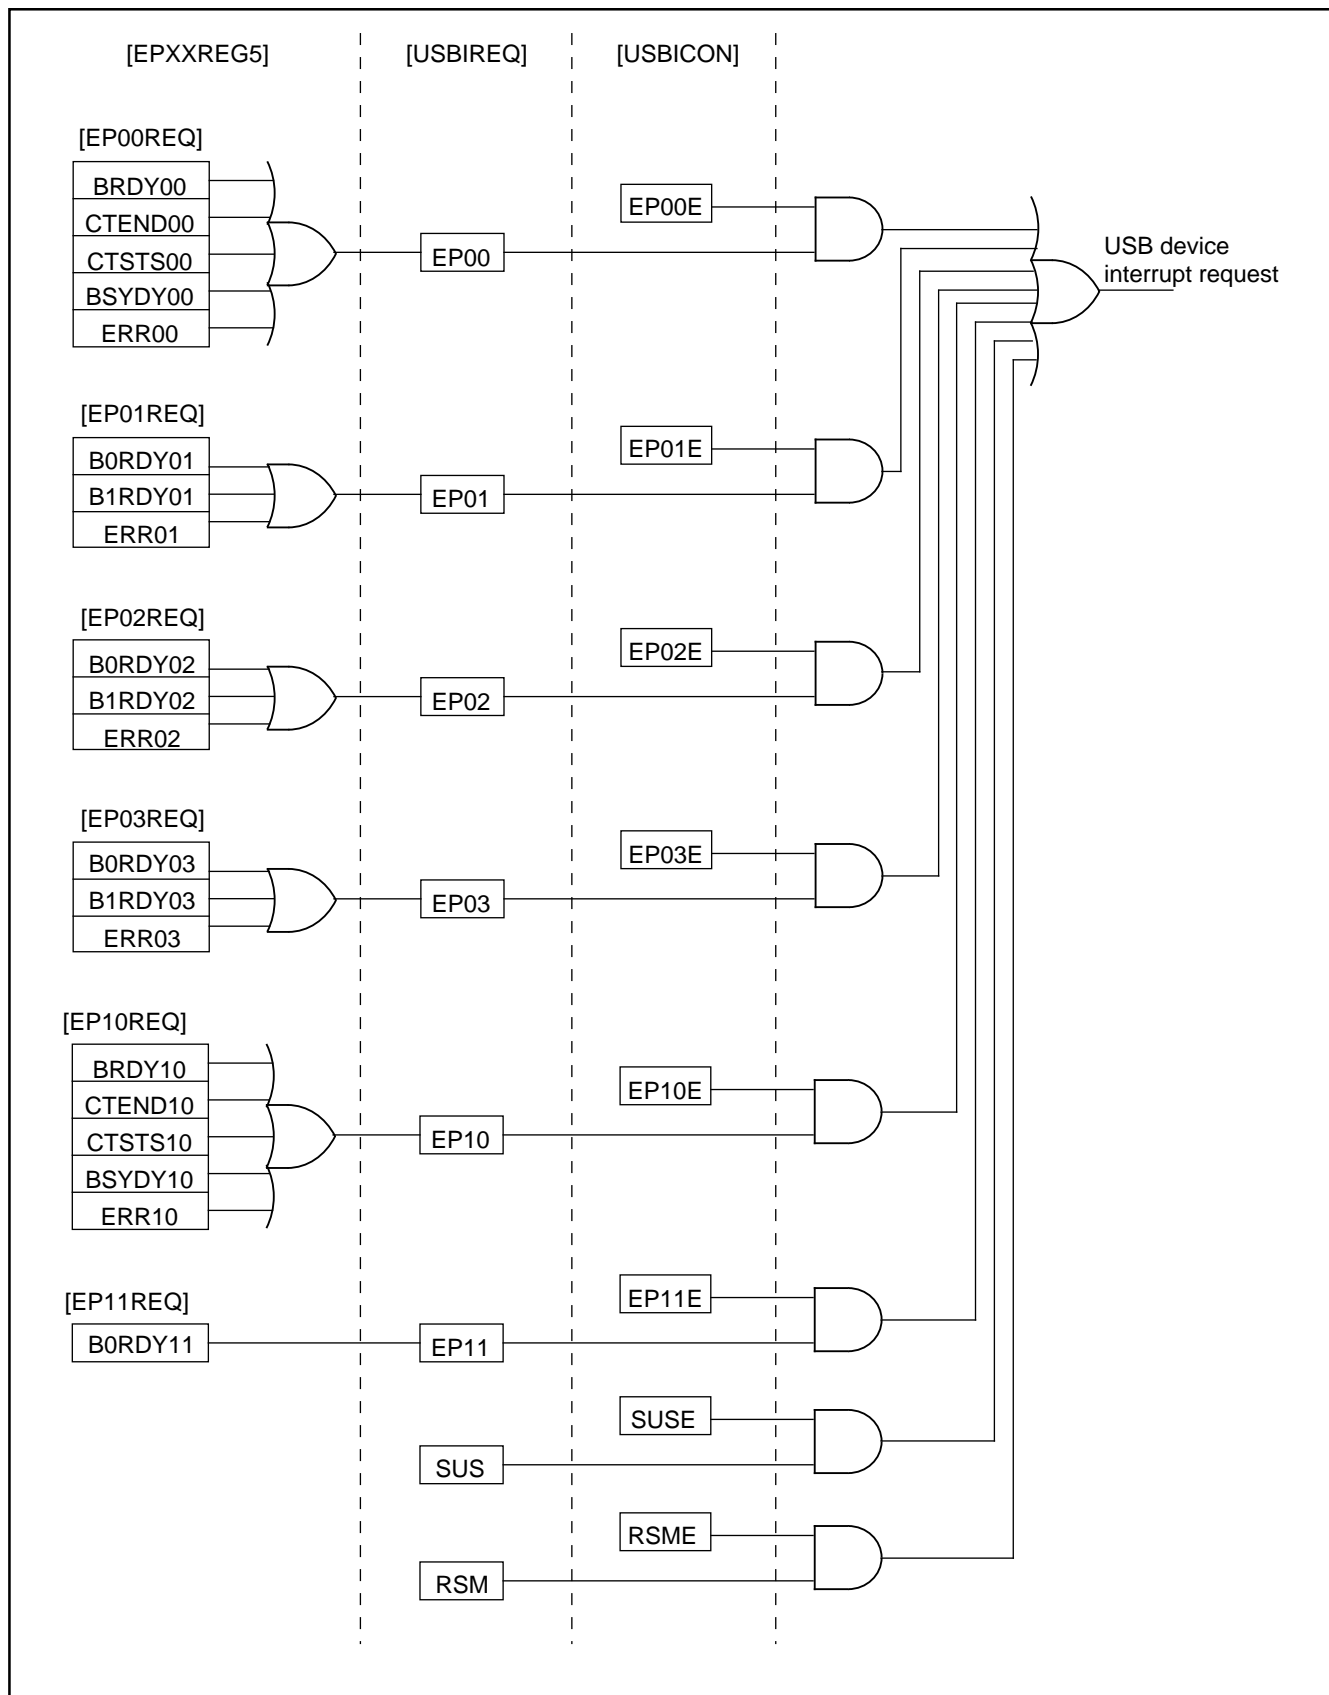 [EPXXREG5] [USBIREQ] [USBICON]
[EP00REQ]
BRDY00
CTEND00
CTSTS00
BSYDY00
ERR00
EP00
EP00E
USB device
interrupt request
[EP01REQ]
B0RDY01
B1RDY01
ERR01
EP01
EP01E
[EP02REQ]
B0RDY02
B1RDY02
ERR02
EP02
EP02E
[EP03REQ]
B0RDY03
B1RDY03
ERR03
EP03
EP03E
[EP10REQ]
BRDY10
CTEND10
CTSTS10
BSYDY10
ERR10
EP10
EP10E
[EP11REQ]
B0RDY11
EP11
EP11E
SUSE
SUS
RSME
RSM